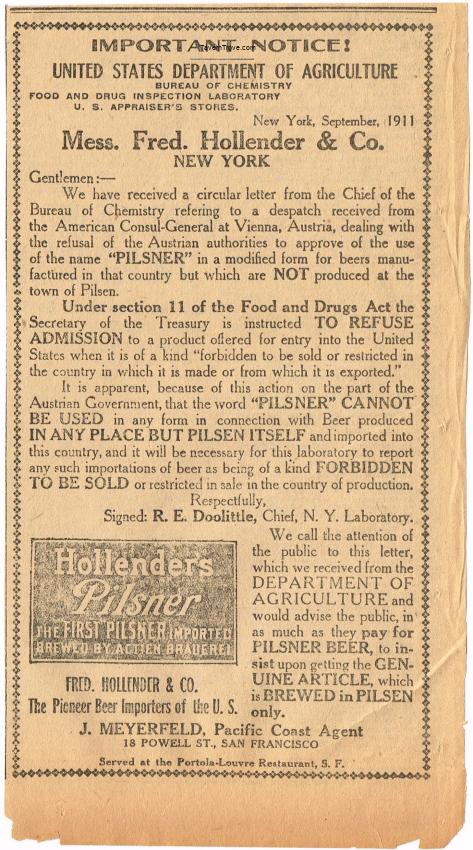 IMPORTANT NOTICE!
TavernTrove.com
UNITED STATES DEPARTMENT OF AGRICULTURE
BUREAU OF CHEMISTRY
FOOD AND DRUG INSPECTION LABORATORY
U. S. APPRAISER'S STORES.
New York, September, 1911
Mess. Fred. Hollender & Co.
NEW YORK
Gentlemen:—
We have received a circular letter from the Chief of the
Bureau of Chemistry refering to a despatch received from
the American Consul-General at Vienna, Austria, dealing with
the refusal of the Austrian authorities to approve of the use
of the name "PILSNER" in a modified form for beers manu-
factured in that country but which are NOT produced at the
town of Pilsen.
Under section 11 of the Food and Drugs Act the
Secretary of the Treasury is instructed TO REFUSE
ADMISSION to a product offered for entry into the United
States when it is of a kind "forbidden to be sold or restricted in
the country in which it is made or from which it is exported."
It is apparent, because of this action on the part of the
Austrian Government, that the word "PILSNER" CANNOT
BE USED in any form in connection with Beer produced
IN ANY PLACE BUT PILSEN ITSELF and imported into
this country, and it will be necessary for this laboratory to report
any such importations of beer as being of a kind FORBIDDEN
TO BE SOLD or restricted in sale in the country of production.
Respectfully,
Signed: R. E. Doolittle, Chief, N. Y. Laboratory.
We call the attention of
the public to this letter,
which we received from the
DEPARTMENT OF
AGRICULTURE and
would advise the public, in
as much as they pay for
PILSNER BEER, to in-
sist upon getting the GEN-
UINE ARTICLE, which
is BREWED in PILSEN
only.
Hollender's
Pilsner
THE FIRST PILSNER IMPORTED
BREWED BY ACTIEN BRAUEREI
FRED. HOLLENDER & CO.
The Pioneer Beer Importers of the U. S.
J. MEYERFELD, Pacific Coast Agent
18 POWELL ST., SAN FRANCISCO
Served at the Portola-Louvre Restaurant, S. F.